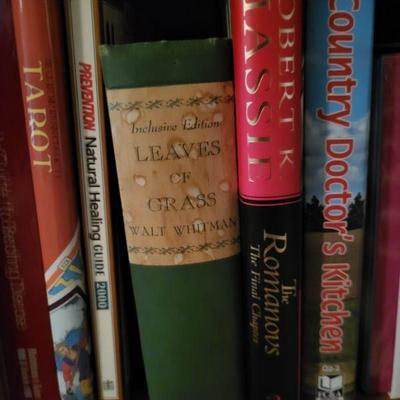 TAROT
PREVENTION
Natural Healing GUIDE 2000
Inclusive Edition
LEAVES
OF
GRASS
WALT WHITMAN
ROBERT K.
MASSIE
The Romanovs
The Final Chapter
Country Doctor's Kitchen